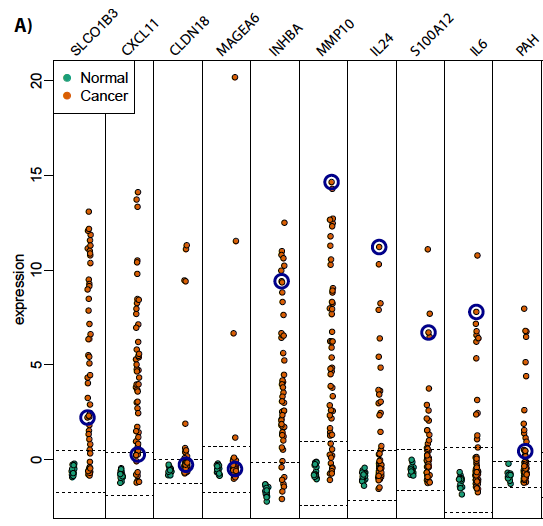 A)
SLCO1B3 CXCL11 CLDN18 MAGEA6 INHBA MMP10 IL24 S100A12 IL6 PAH
Normal
Cancer
expression
20
15
10
5
0